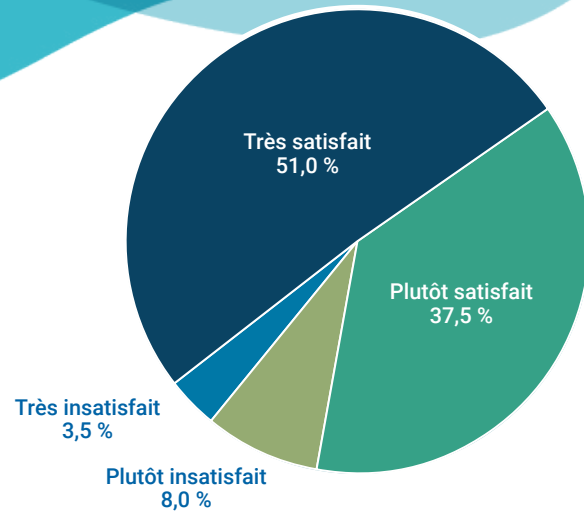 Très satisfait
51,0 %
Plutôt satisfait
37,5 %
Très insatisfait
3,5 %
Plutôt insatisfait
8,0 %